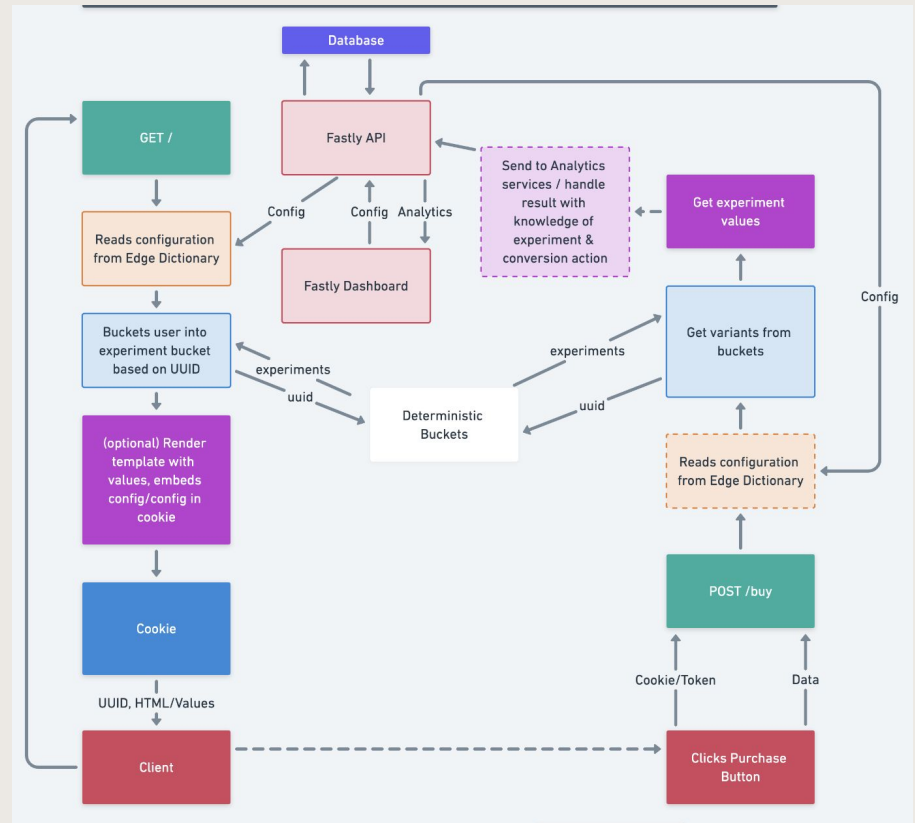 Database
GET /
Fastly API
Send to Analytics
services / handle
result with
knowledge of
experiment &
conversion action
Get experiment
values
Config
Config
Analytics
Reads configuration
from Edge Dictionary
Fastly Dashboard
Config
Buckets user into
experiment bucket
based on UUID
Get variants from
buckets
experiments
experiments
uuid
uuid
Deterministic
Buckets
(optional) Render
template with
values, embeds
config/config in
cookie
Reads configuration
from Edge Dictionary
Cookie
POST /buy
UUID, HTML/Values
Cookie/Token
Data
Client
Clicks Purchase
Button